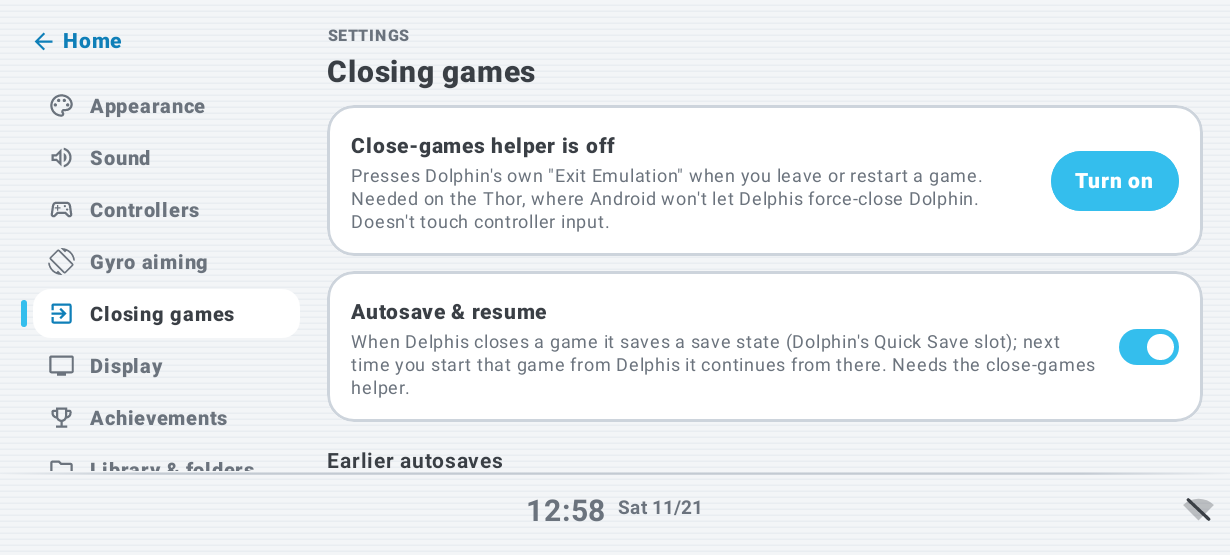 Home
Appearance
Sound
Controllers
Gyro aiming
Closing games
Display
Achievements
Library & folders
SETTINGS
Closing games
Close-games helper is off
Presses Dolphin's own "Exit Emulation" when you leave or restart a game.
Needed on the Thor, where Android won't let Delphis force-close Dolphin.
Doesn't touch controller input.
Turn on
Autosave & resume
When Delphis closes a game it saves a save state (Dolphin's Quick Save slot); next
time you start that game from Delphis it continues from there. Needs the close-games
helper.
Earlier autosaves
12:58 Sat 11/21